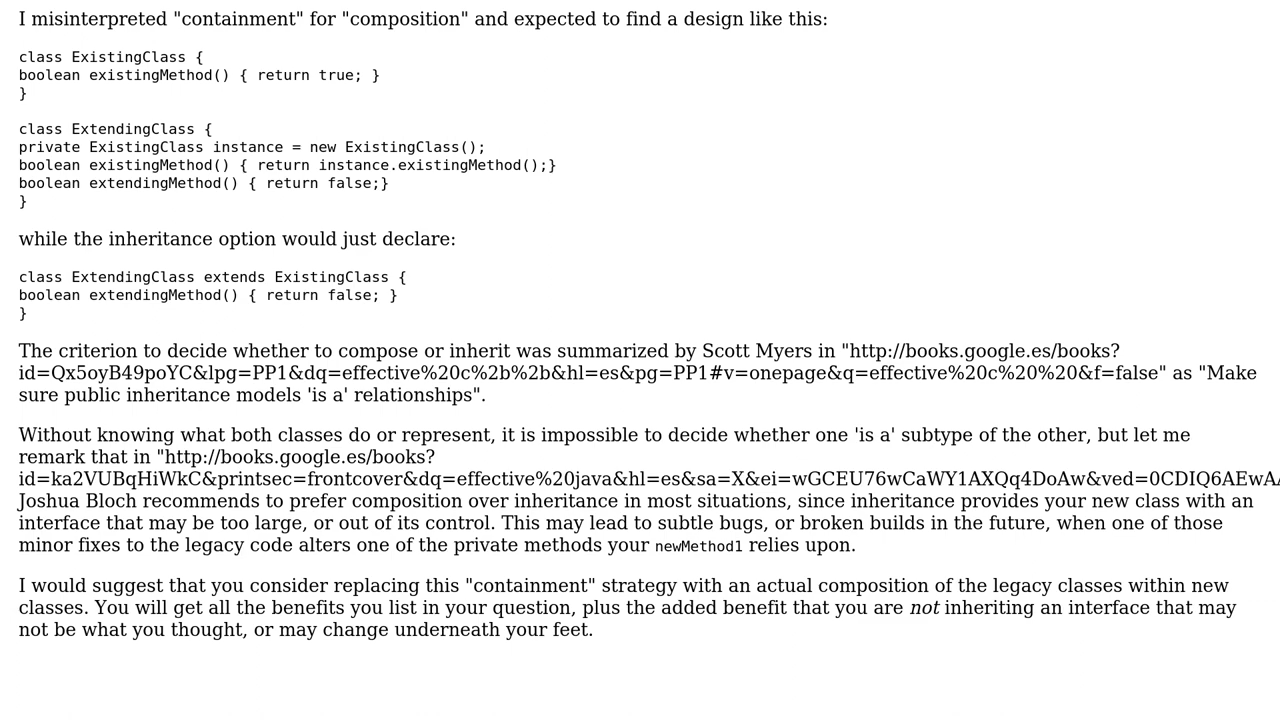 I misinterpreted "containment" for "composition" and expected to find a design like this:
class ExistingClass {
boolean existingMethod() { return true; }
}
class ExtendingClass {
private ExistingClass instance = new ExistingClass();
boolean existingMethod() { return instance.existingMethod();}
boolean extendingMethod() { return false;}
}
while the inheritance option would just declare:
class ExtendingClass extends ExistingClass {
boolean extendingMethod() { return false; }
}
The criterion to decide whether to compose or inherit was summarized by Scott Myers in "http://books.google.es/books?
id=Qx5oyB49poYC&lpg=PP1&dq=effective%20c%2b%2b&hl=es&pg=PP1#v=onepage&q=effective%20c%20%20&f=false" as "Make
sure public inheritance models 'is a' relationships".
Without knowing what both classes do or represent, it is impossible to decide whether one 'is a' subtype of the other, but let me
remark that in "http://books.google.es/books?
id=ka2VUBqHiWkC&printsec=frontcover&dq=effective%20java&hl=es&sa=X&ei=wGCEU76wCaWY1AXQq4DoAw&ved=0CDIQ6AEwA
Joshua Bloch recommends to prefer composition over inheritance in most situations, since inheritance provides your new class with an
interface that may be too large, or out of its control. This may lead to subtle bugs, or broken builds in the future, when one of those
minor fixes to the legacy code alters one of the private methods your newMethod1 relies upon.
I would suggest that you consider replacing this "containment" strategy with an actual composition of the legacy classes within new
classes. You will get all the benefits you list in your question, plus the added benefit that you are not inheriting an interface that may
not be what you thought, or may change underneath your feet.